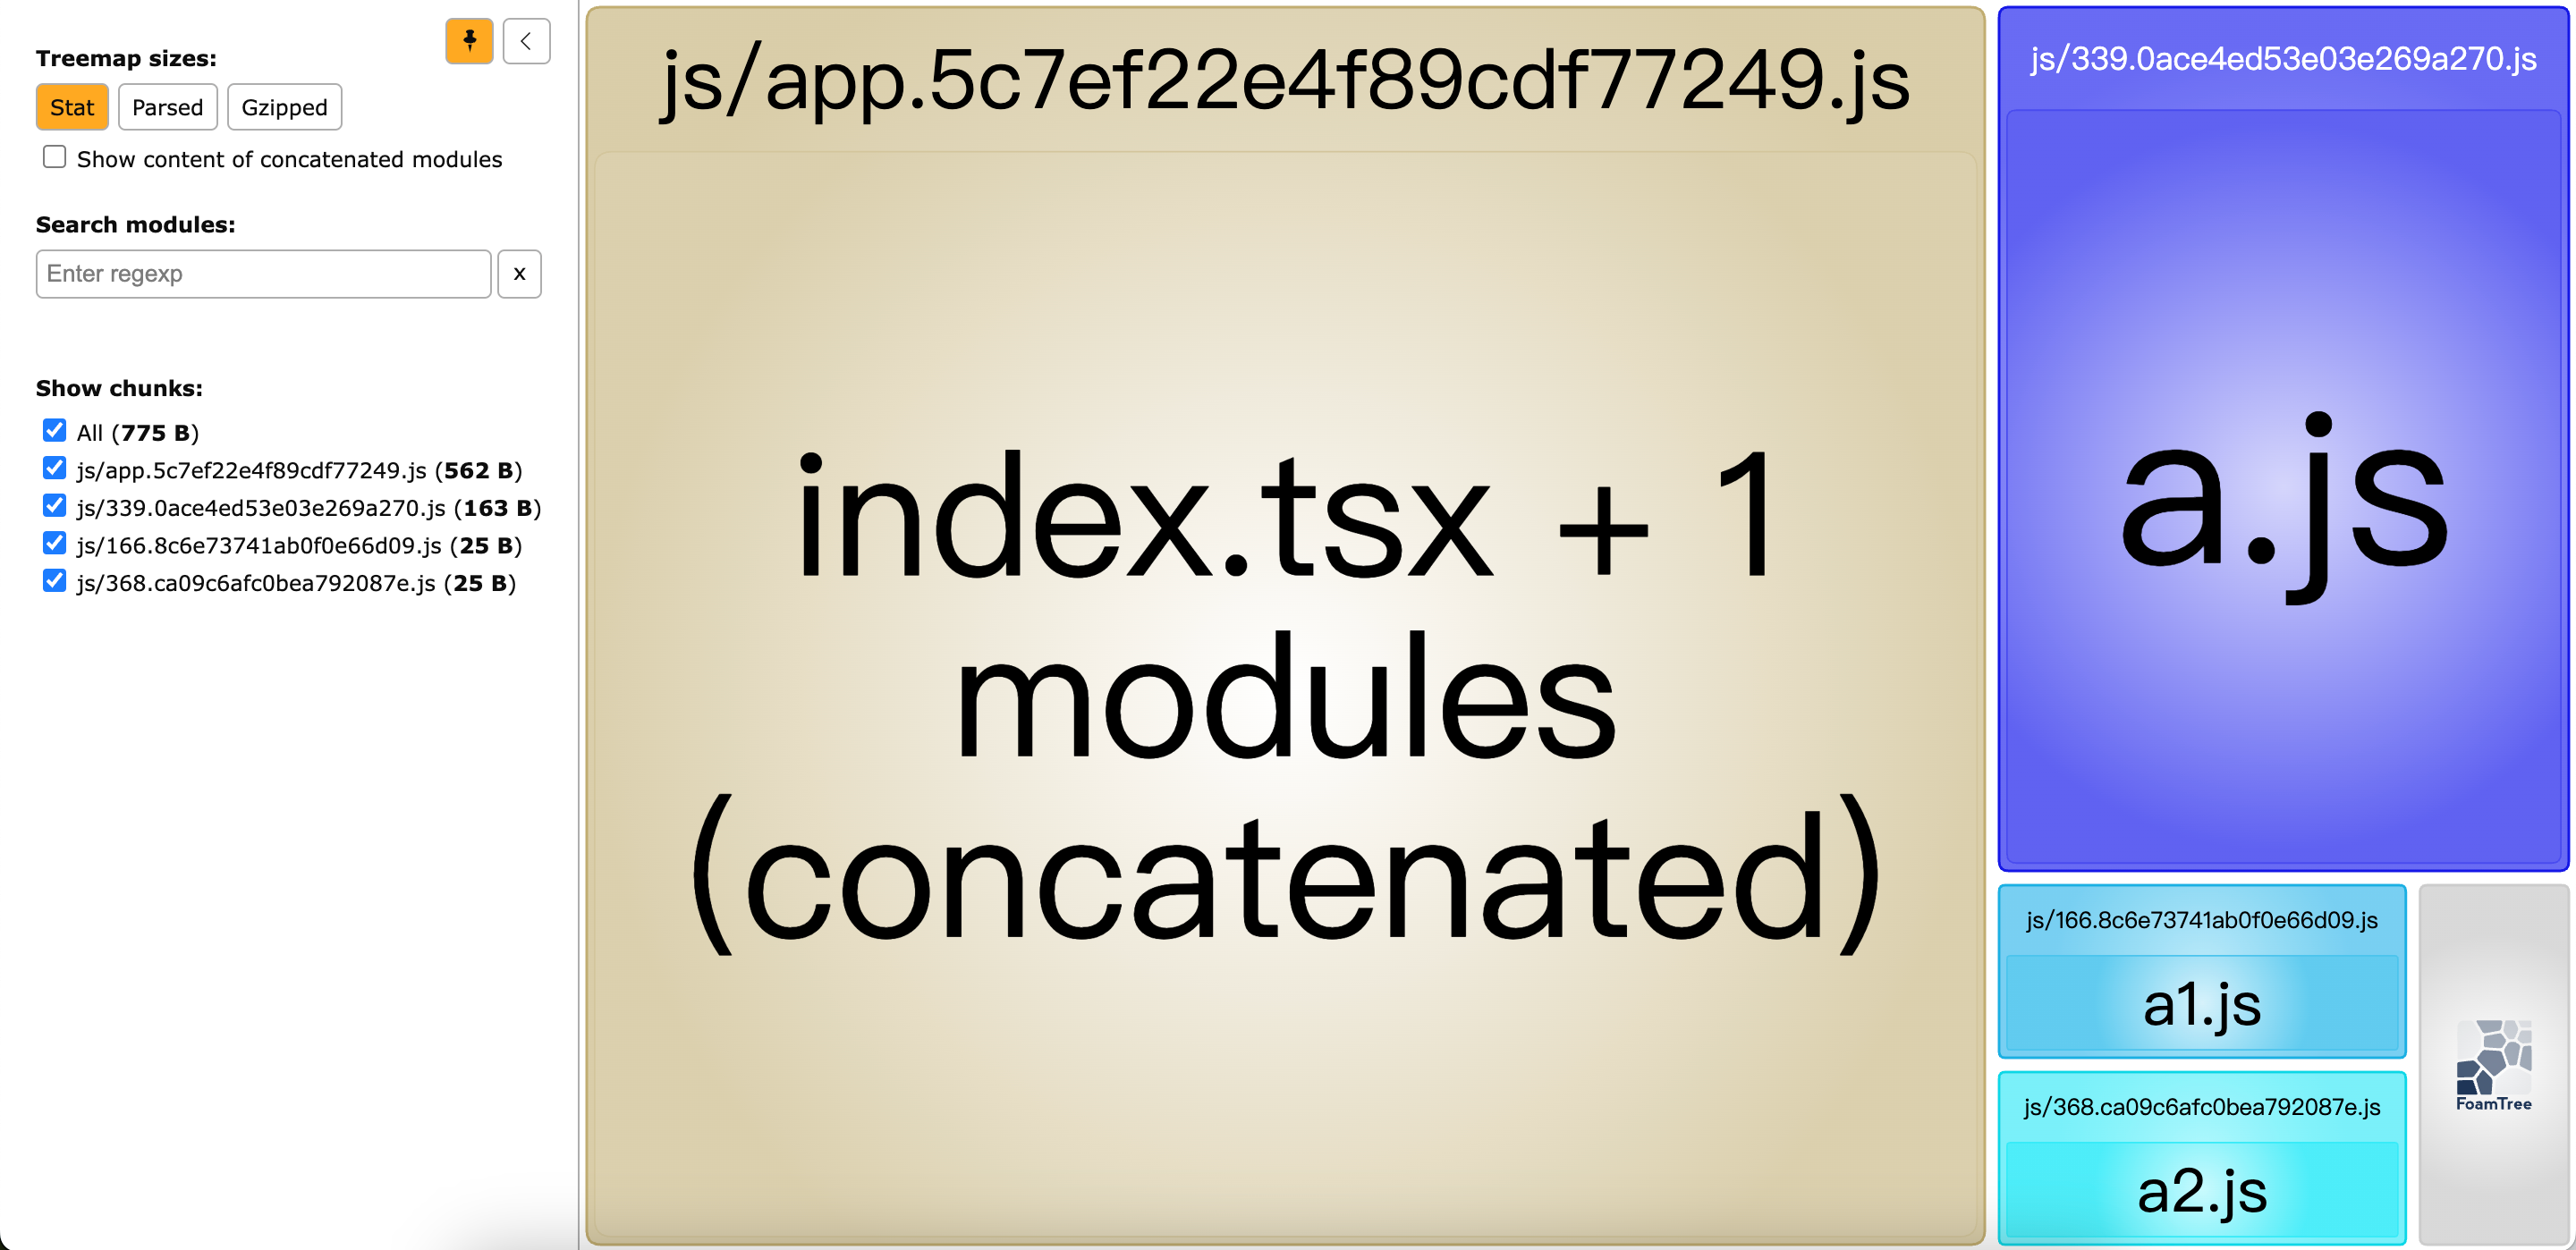 Treemap sizes:
Stat
Parsed
Gzipped
Show content of concatenated modules
Search modules:
Enter regexp
x
Show chunks:
All (775 B)
js/app.5c7ef22e4f89cdf77249.js (562 B)
js/339.0ace4ed53e03e269a270.js (163 B)
js/166.8c6e73741ab0f0e66d09.js (25 B)
js/368.ca09c6afc0bea792087e.js (25 B)
js/app.5c7ef22e4f89cdf77249.js
index.tsx + 1
modules
(concatenated)
js/339.0ace4ed53e03e269a270.js
a.js
js/166.8c6e73741ab0f0e66d09.js
a1.js
js/368.ca09c6afc0bea792087e.js
a2.js
FoamTree